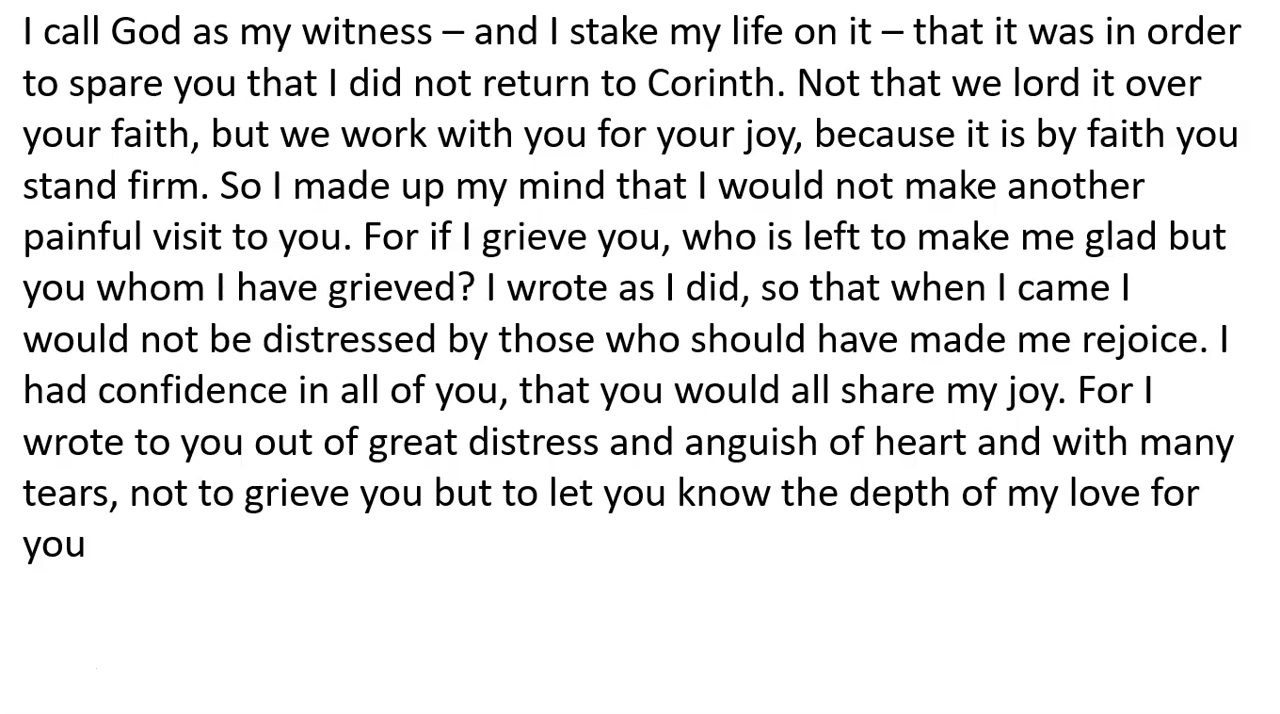 I call God as my witness – and I stake my life on it – that it was in order
to spare you that I did not return to Corinth. Not that we lord it over
your faith, but we work with you for your joy, because it is by faith you
stand firm. So I made up my mind that I would not make another
painful visit to you. For if I grieve you, who is left to make me glad but
you whom I have grieved? I wrote as I did, so that when I came I
would not be distressed by those who should have made me rejoice. I
had confidence in all of you, that you would all share my joy. For I
wrote to you out of great distress and anguish of heart and with many
tears, not to grieve you but to let you know the depth of my love for
you